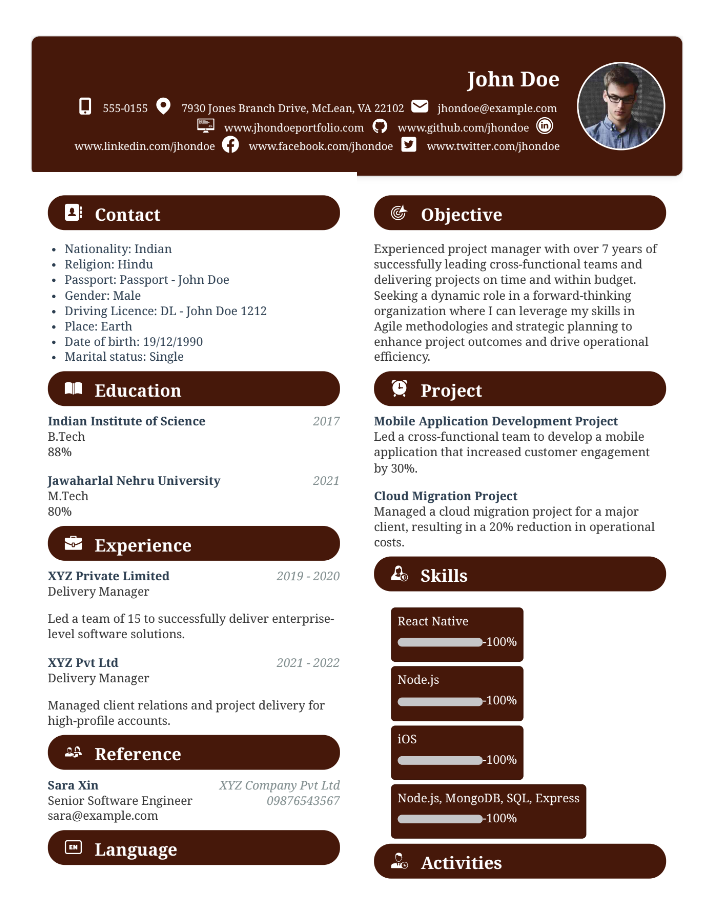 John Doe
555-0155 7930 Jones Branch Drive, McLean, VA 22102 jhondoe@example.com
www.jhondoeportfolio.com www.github.com/jhondoe
www.linkedin.com/jhondoe www.facebook.com/jhondoe www.twitter.com/jhondoe
Contact
• Nationality: Indian
• Religion: Hindu
• Passport: Passport - John Doe
• Gender: Male
• Driving Licence: DL - John Doe 1212
• Place: Earth
• Date of birth: 19/12/1990
• Marital status: Single
Education
Indian Institute of Science 2017
B.Tech
88%
Jawaharlal Nehru University 2021
M.Tech
80%
Experience
XYZ Private Limited 2019 - 2020
Delivery Manager
Led a team of 15 to successfully deliver enterprise-
level software solutions.
XYZ Pvt Ltd 2021 - 2022
Delivery Manager
Managed client relations and project delivery for
high-profile accounts.
Reference
Sara Xin XYZ Company Pvt Ltd
Senior Software Engineer 09876543567
sara@example.com
EN Language
Objective
Experienced project manager with over 7 years of
successfully leading cross-functional teams and
delivering projects on time and within budget.
Seeking a dynamic role in a forward-thinking
organization where I can leverage my skills in
Agile methodologies and strategic planning to
enhance project outcomes and drive operational
efficiency.
Project
Mobile Application Development Project
Led a cross-functional team to develop a mobile
application that increased customer engagement
by 30%.
Cloud Migration Project
Managed a cloud migration project for a major
client, resulting in a 20% reduction in operational
costs.
Skills
React Native
-100%
Node.js
-100%
iOS
-100%
Node.js, MongoDB, SQL, Express
-100%
Activities